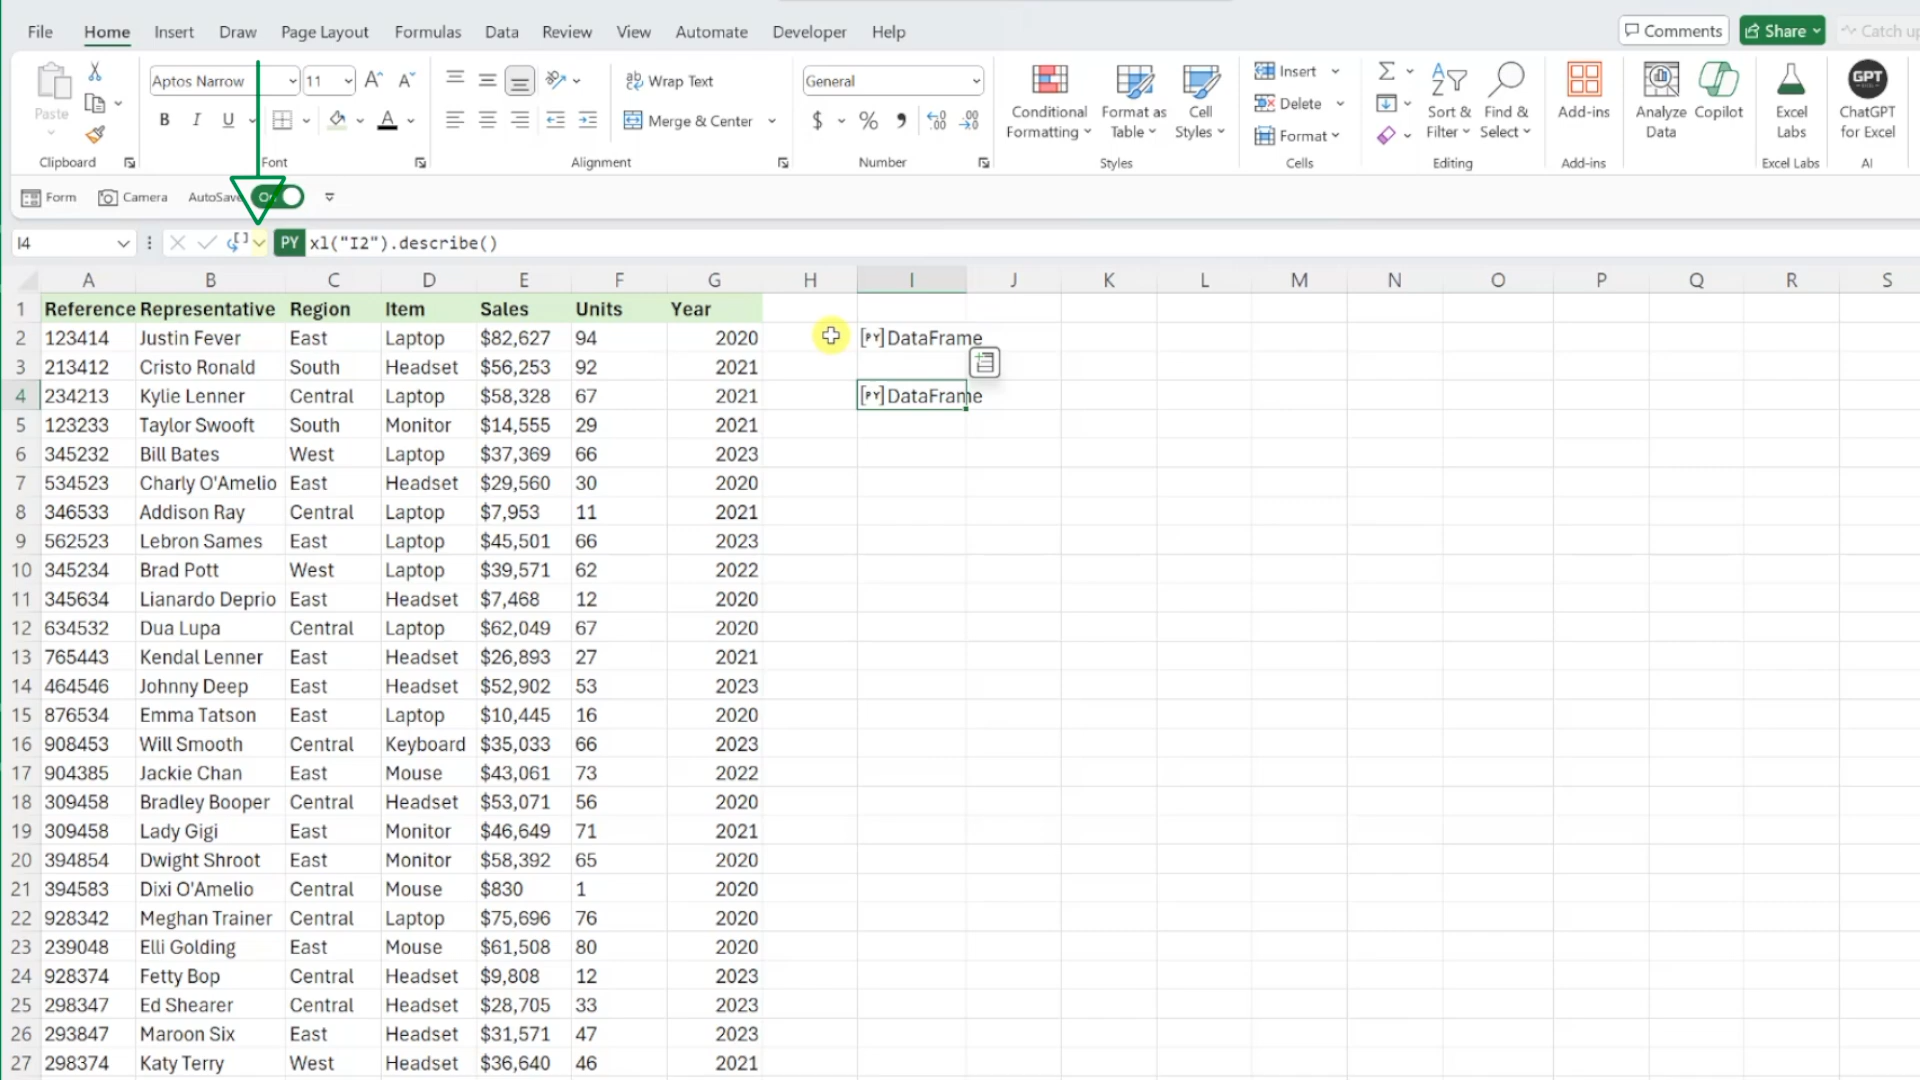 File Home Insert Draw Page Layout Formulas Data Review View Automate Developer Help Comments Share Catch up
Paste Aptos Narrow 11 A A B I U A Wrap Text Merge & Center General $ % 9 Conditional Formatting Format as Table Cell Styles Insert Delete Format Sort & Filter Find & Select Add-ins Analyze Data Copilot Excel Labs GPT ChatGPT for Excel
Clipboard Font Alignment Number Styles Cells Editing Add-ins Excel Labs AI
Form Camera AutoSave On
I4 PY xl("I2").describe()
A B C D E F G H I J K L M N O P Q R S
1 Reference Representative Region Item Sales Units Year
2 123414 Justin Fever East Laptop $82,627 94 2020 [PY] DataFrame
3 213412 Cristo Ronald South Headset $56,253 92 2021
4 234213 Kylie Lenner Central Laptop $58,328 67 2021 [PY] DataFrame
5 123233 Taylor Swooft South Monitor $14,555 29 2021
6 345232 Bill Bates West Laptop $37,369 66 2023
7 534523 Charly O'Amelio East Headset $29,560 30 2020
8 346533 Addison Ray Central Laptop $7,953 11 2021
9 562523 Lebron Sames East Laptop $45,501 66 2023
10 345234 Brad Pott West Laptop $39,571 62 2022
11 345634 Lianardo Deprio East Headset $7,468 12 2020
12 634532 Dua Lupa Central Laptop $62,049 67 2020
13 765443 Kendal Lenner East Headset $26,893 27 2021
14 464546 Johnny Deep East Headset $52,902 53 2023
15 876534 Emma Tatson East Laptop $10,445 16 2020
16 908453 Will Smooth Central Keyboard $35,033 66 2023
17 904385 Jackie Chan East Mouse $43,061 73 2022
18 309458 Bradley Booper Central Headset $53,071 56 2020
19 309458 Lady Gigi East Monitor $46,649 71 2021
20 394854 Dwight Shroot East Monitor $58,392 65 2020
21 394583 Dixi O'Amelio Central Mouse $830 1 2020
22 928342 Meghan Trainer Central Laptop $75,696 76 2020
23 239048 Elli Golding East Mouse $61,508 80 2020
24 928374 Fetty Bop Central Headset $9,808 12 2023
25 298347 Ed Shearer Central Headset $28,705 33 2023
26 293847 Maroon Six East Headset $31,571 47 2023
27 298374 Katy Terry West Headset $36,640 46 2021